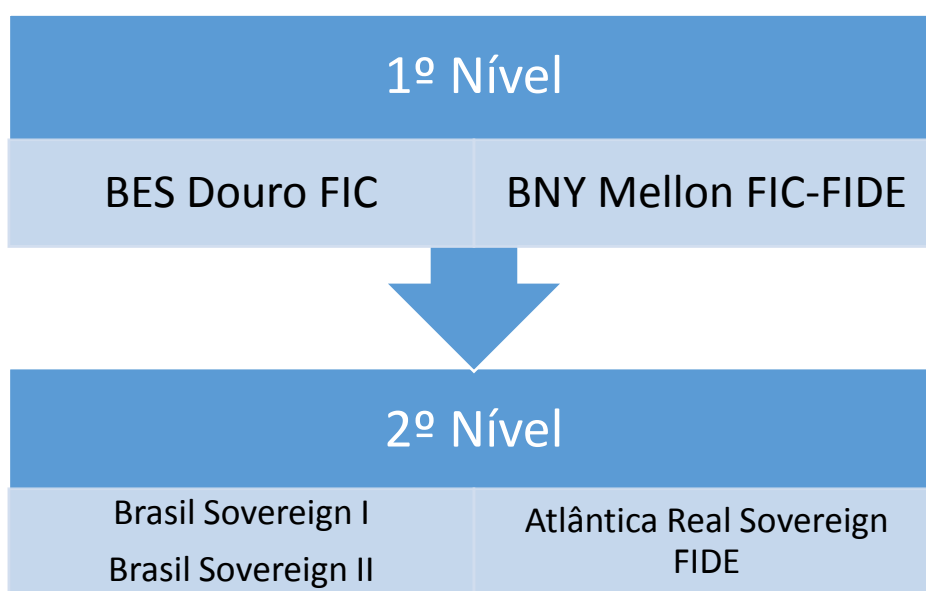 1º Nível
BES Douro FIC
BNY Mellon FIC-FIDE
2º Nível
Brasil Sovereign I
Brasil Sovereign II
Atlântica Real Sovereign
FIDE